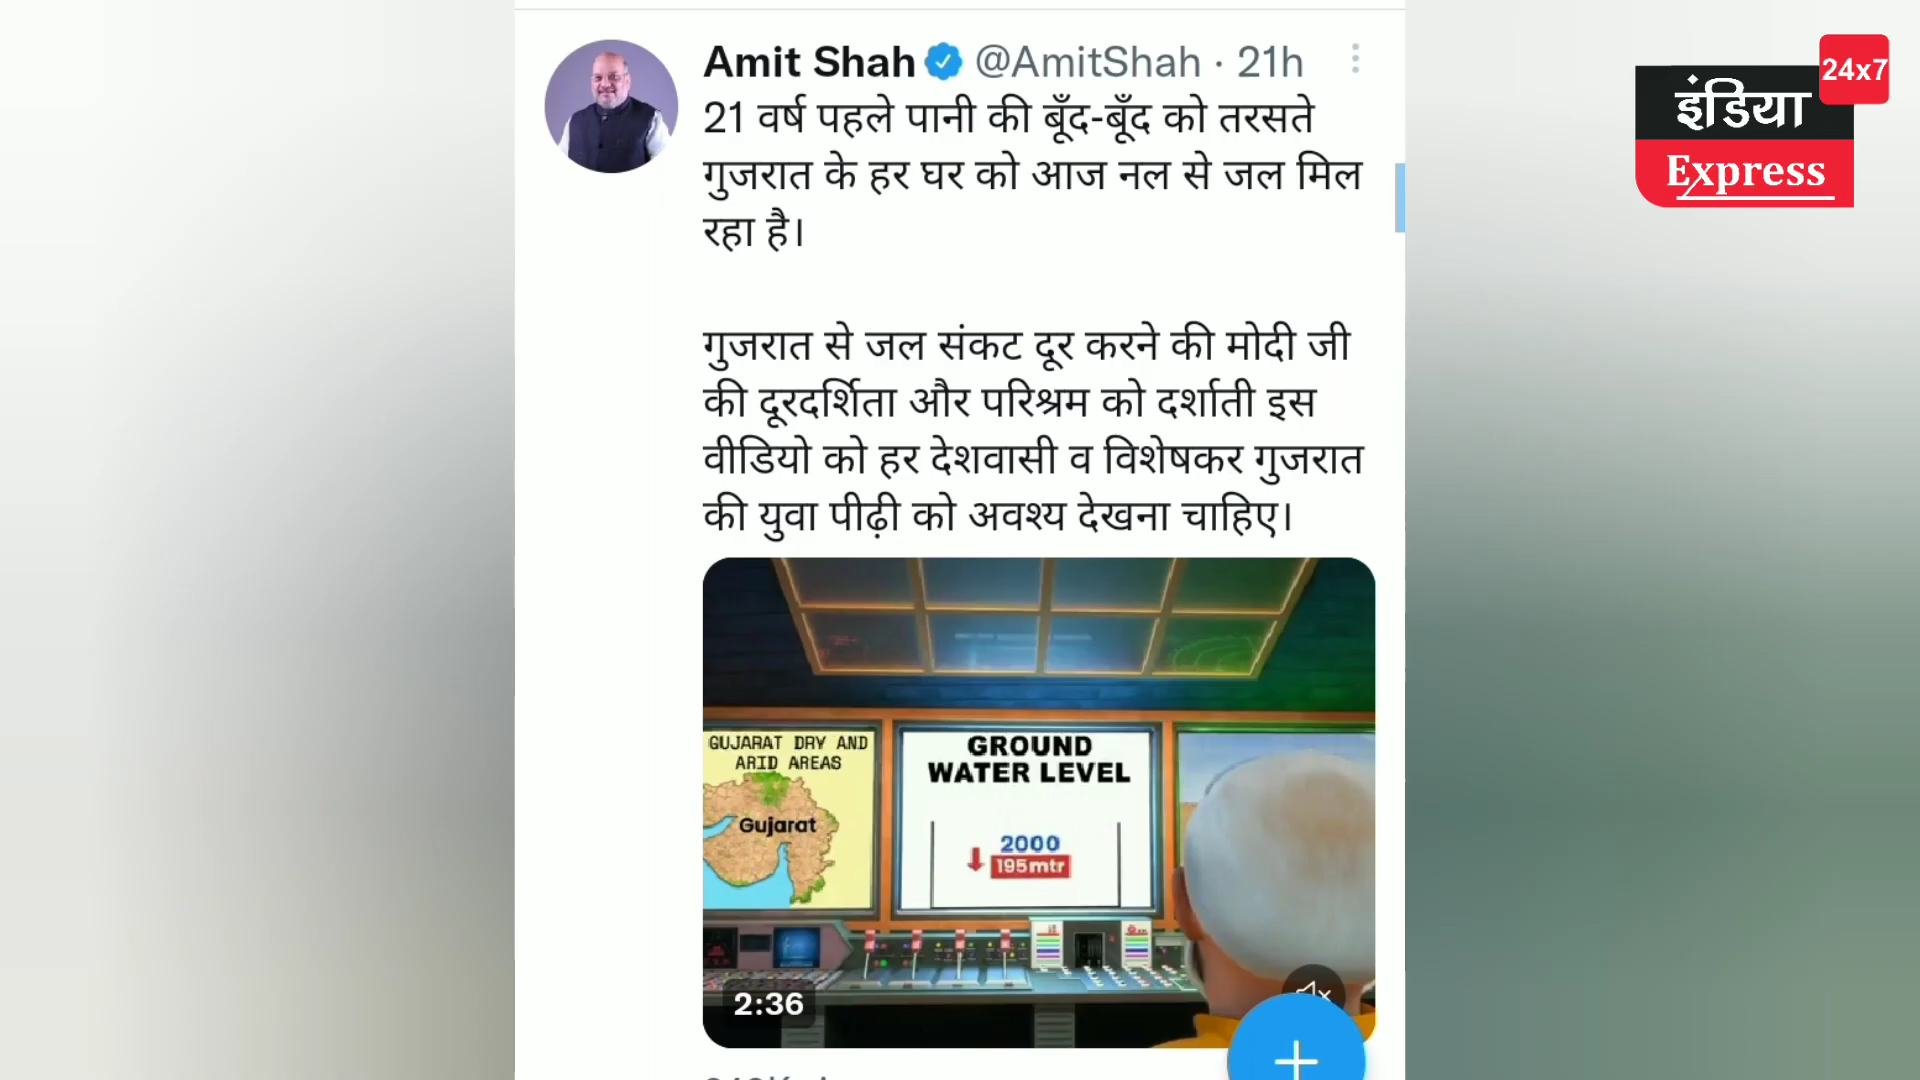 Amit Shah @AmitShah · 21h
21 वर्ष पहले पानी की बूँद-बूँद को तरसते
गुजरात के हर घर को आज नल से जल मिल
रहा है।
गुजरात से जल संकट दूर करने की मोदी जी
की दूरदर्शिता और परिश्रम को दर्शाती इस
वीडियो को हर देशवासी व विशेषकर गुजरात
की युवा पीढ़ी को अवश्य देखना चाहिए।
GUJARAT DRY AND
ARID AREAS
Gujarat
GROUND
WATER LEVEL
2000
195mtr
2:36
24x7
इंडिया
Express